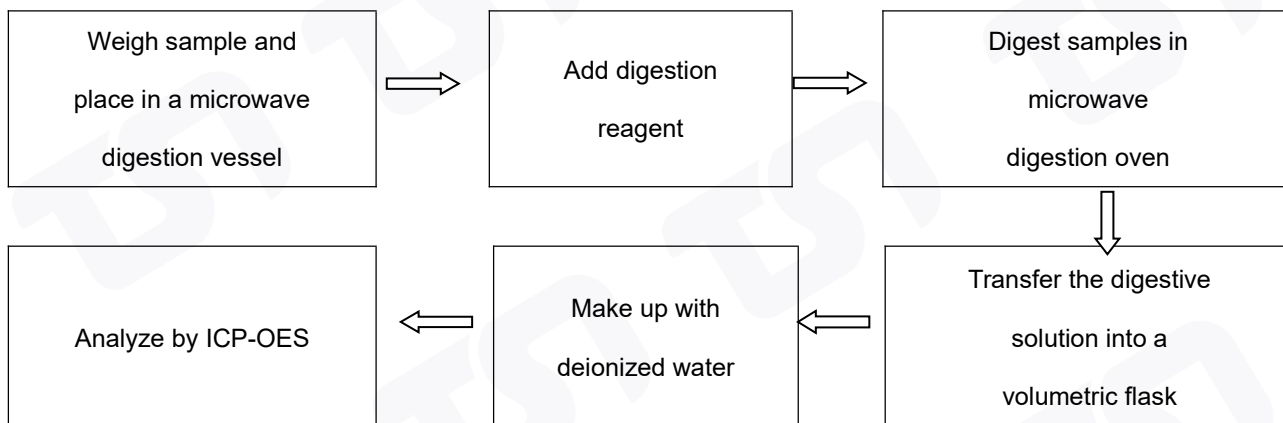 Weigh sample and
place in a microwave
digestion vessel
Add digestion
reagent
Digest samples in
microwave
digestion oven
Transfer the digestive
solution into a
volumetric flask
Make up with
deionized water
Analyze by ICP-OES